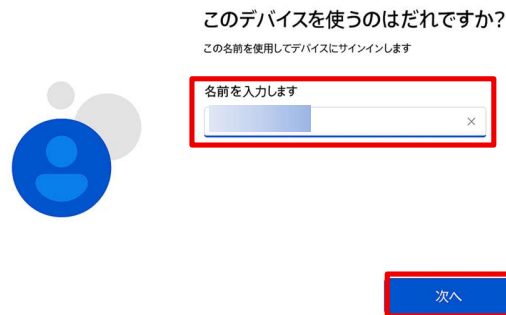 このデバイスを使うのはだれですか?
この名前を使用してデバイスにサインインします
名前を入力します
次へ